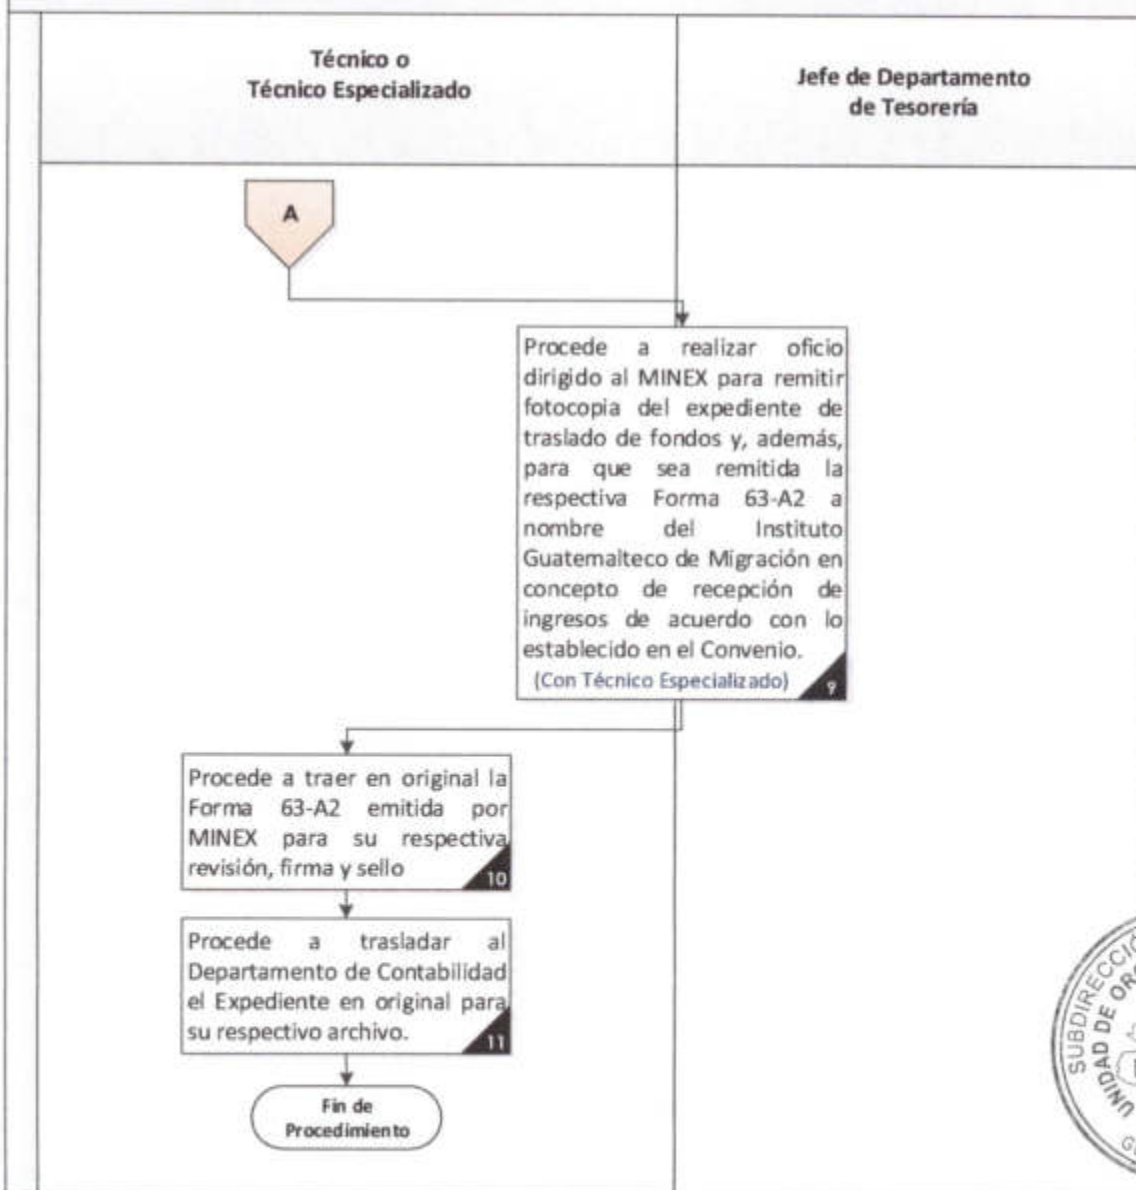 Técnico o
Técnico Especializado
Jefe de Departamento
de Tesorería
A
Procede a realizar oficio
dirigido al MINEX para remitir
fotocopia del expediente de
traslado de fondos y, además,
para que sea remitida la
respectiva Forma 63-A2 a
nombre del Instituto
Guatemalteco de Migración en
concepto de recepción de
ingresos de acuerdo con lo
establecido en el Convenio.
(Con Técnico Especializado)
9
Procede a traer en original la
Forma 63-A2 emitida por
MINEX para su respectiva
revisión, firma y sello
10
Procede a trasladar al
Departamento de Contabilidad
el Expediente en original para
su respectivo archivo.
11
Fin de
Procedimiento
SUBDIRECCIÓ
UNIDAD DE